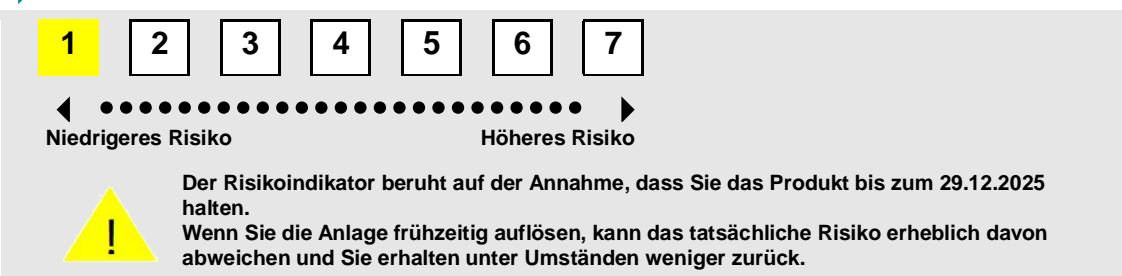 1 2 3 4 5 6 7
Niedrigeres Risiko Höheres Risiko
Der Risikoindikator beruht auf der Annahme, dass Sie das Produkt bis zum 29.12.2025
halten.
Wenn Sie die Anlage frühzeitig auflösen, kann das tatsächliche Risiko erheblich davon
abweichen und Sie erhalten unter Umständen weniger zurück.
!